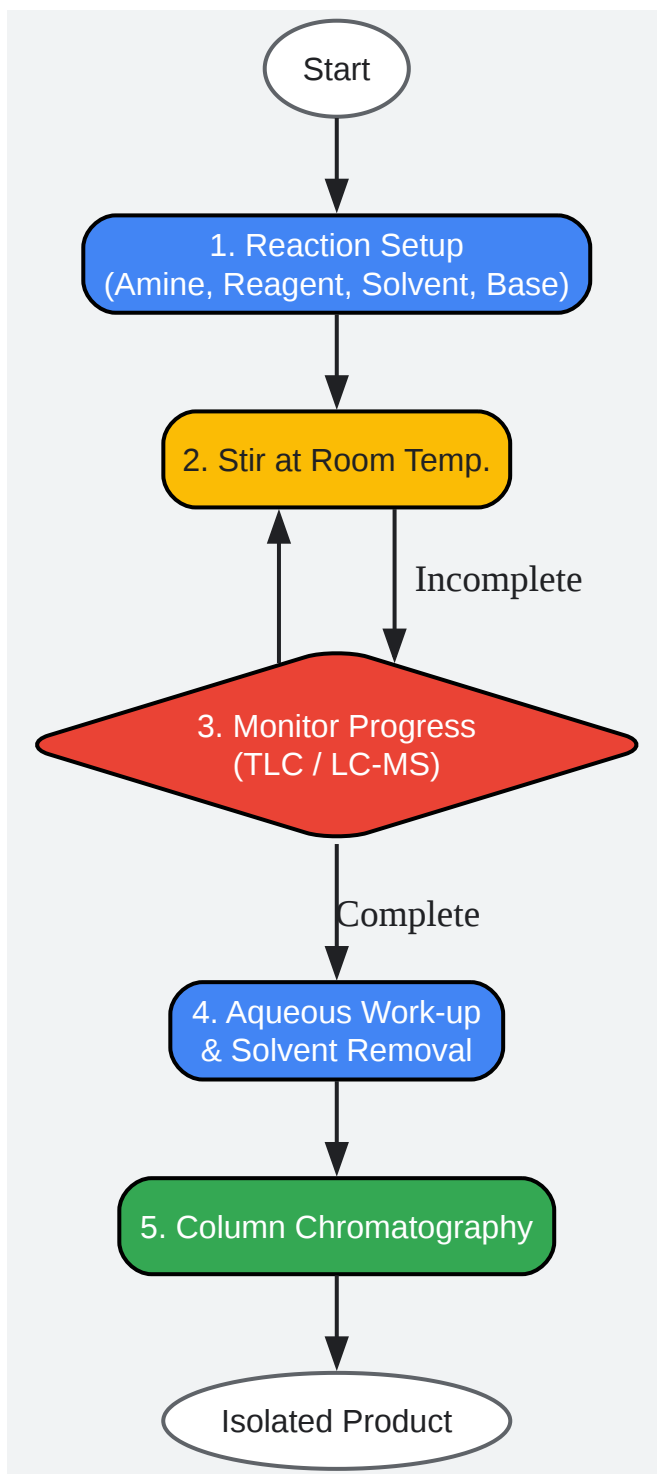 Start
1. Reaction Setup
(Amine, Reagent, Solvent, Base)
2. Stir at Room Temp.
Incomplete
3. Monitor Progress
(TLC / LC-MS)
Complete
4. Aqueous Work-up
& Solvent Removal
5. Column Chromatography
Isolated Product